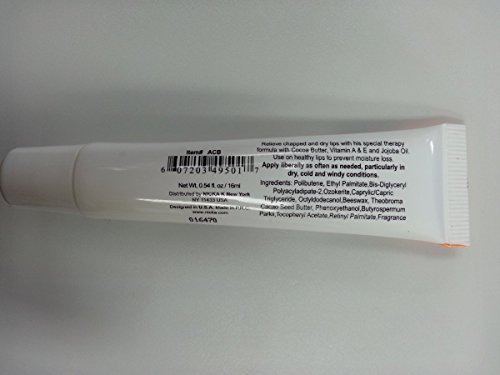 Item# ACB
6 07203 49501 7
Net Wt. 0.54 fl.oz / 16ml
Distributed by NICKA K New York
NY 11433 USA
www.nicka.com
Designed in U.S.A. Made in P.R.C.
016470
Relieve chapped and dry lips with his special therapy
formula with Cocoa Butter, Vitamin A & E and Jojoba Oil.
Use on healthy lips to prevent moisture loss.
Apply liberally as often as needed, particularly in
dry, cold and windy conditions.
Ingredients: Polibutene, Ethyl Palmitate,Bis-Diglyceryl
Polyacyladipate-2,Ozokerite,Caprylic/Capric
Triglyceride, Octyldodecanol,Beeswax, Theobroma
Cacao Seed Butter, Phenoxyethanol,Butyrospermum
Parkii,Tocopheryl Acetate,Retinyl Palmitate,Fragrance